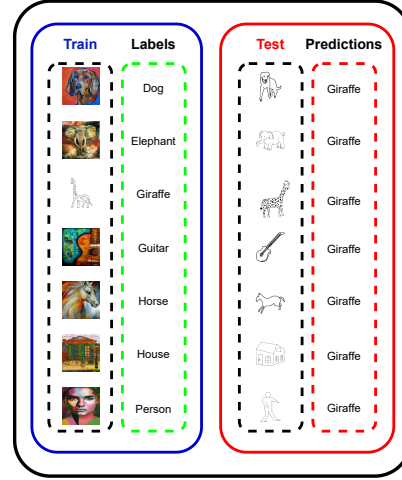 Train Labels Test Predictions
Dog Giraffe
Elephant Giraffe
Giraffe Giraffe
Guitar Giraffe
Horse Giraffe
House Giraffe
Person Giraffe